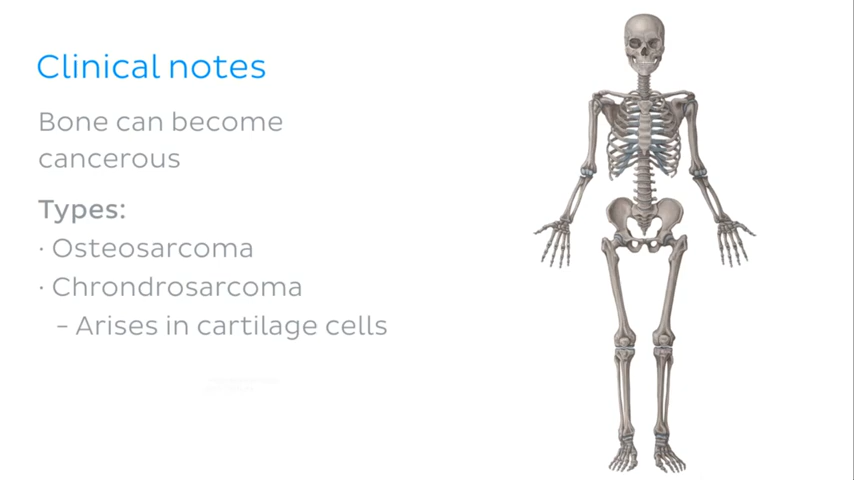 Clinical notes
Bone can become
cancerous
Types:
· Osteosarcoma
· Chrondrosarcoma
– Arises in cartilage cells